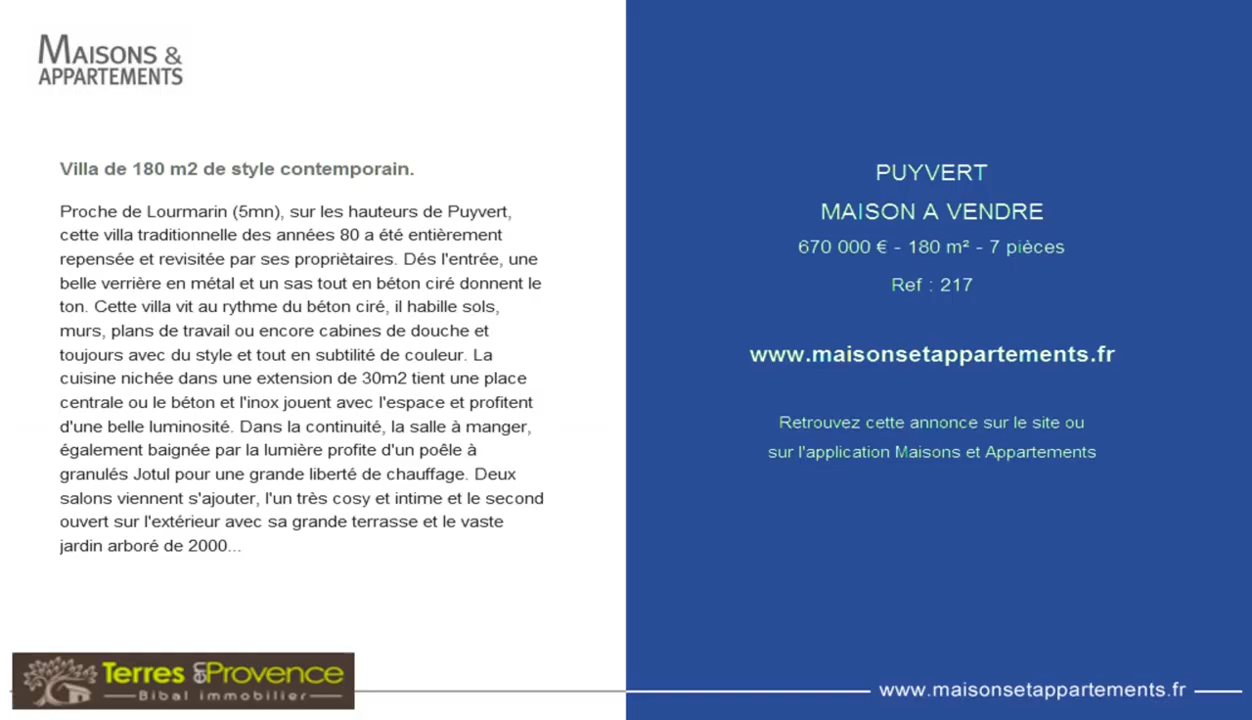 MAISONS &
APPARTEMENTS
Villa de 180 m2 de style contemporain.
Proche de Lourmarin (5mn), sur les hauteurs de Puyvert,
cette villa traditionnelle des années 80 a été entièrement
repensée et revisitée par ses propriètaires. Dés l'entrée, une
belle verrière en métal et un sas tout en béton ciré donnent le
ton. Cette villa vit au rythme du béton ciré, il habille sols,
murs, plans de travail ou encore cabines de douche et
toujours avec du style et tout en subtilité de couleur. La
cuisine nichée dans une extension de 30m2 tient une place
centrale ou le béton et l'inox jouent avec l'espace et profitent
d'une belle luminosité. Dans la continuité, la salle à manger,
également baignée par la lumière profite d'un poêle à
granulés Jotul pour une grande liberté de chauffage. Deux
salons viennent s'ajouter, l'un très cosy et intime et le second
ouvert sur l'extérieur avec sa grande terrasse et le vaste
jardin arboré de 2000...
Terres en Provence
Bibal immobilier
PUYVERT
MAISON A VENDRE
670 000 € - 180 m² - 7 pièces
Ref : 217
www.maisonsetappartements.fr
Retrouvez cette annonce sur le site ou
sur l'application Maisons et Appartements
www.maisonsetappartements.fr